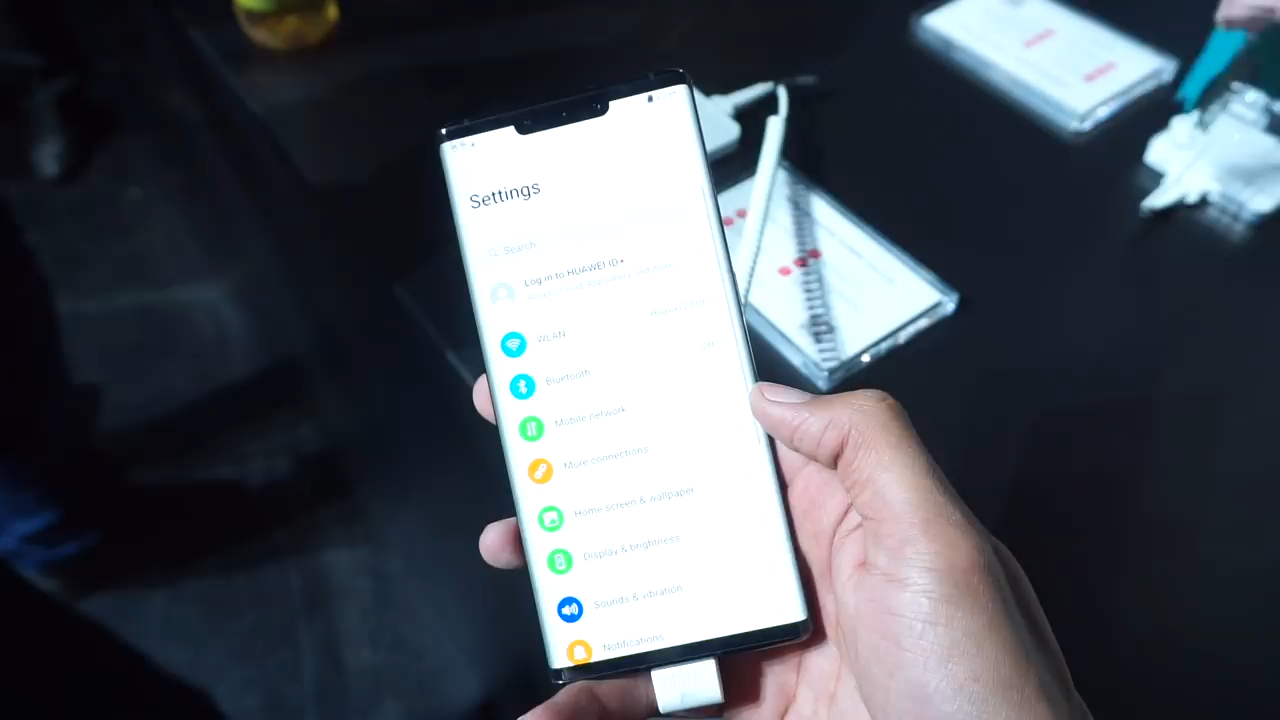 Settings
Search
Log in to HUAWEI ID
WLAN
Bluetooth
Off
Mobile network
More connections
Home screen & wallpaper
Display & brightness
Sounds & vibration
Notifications